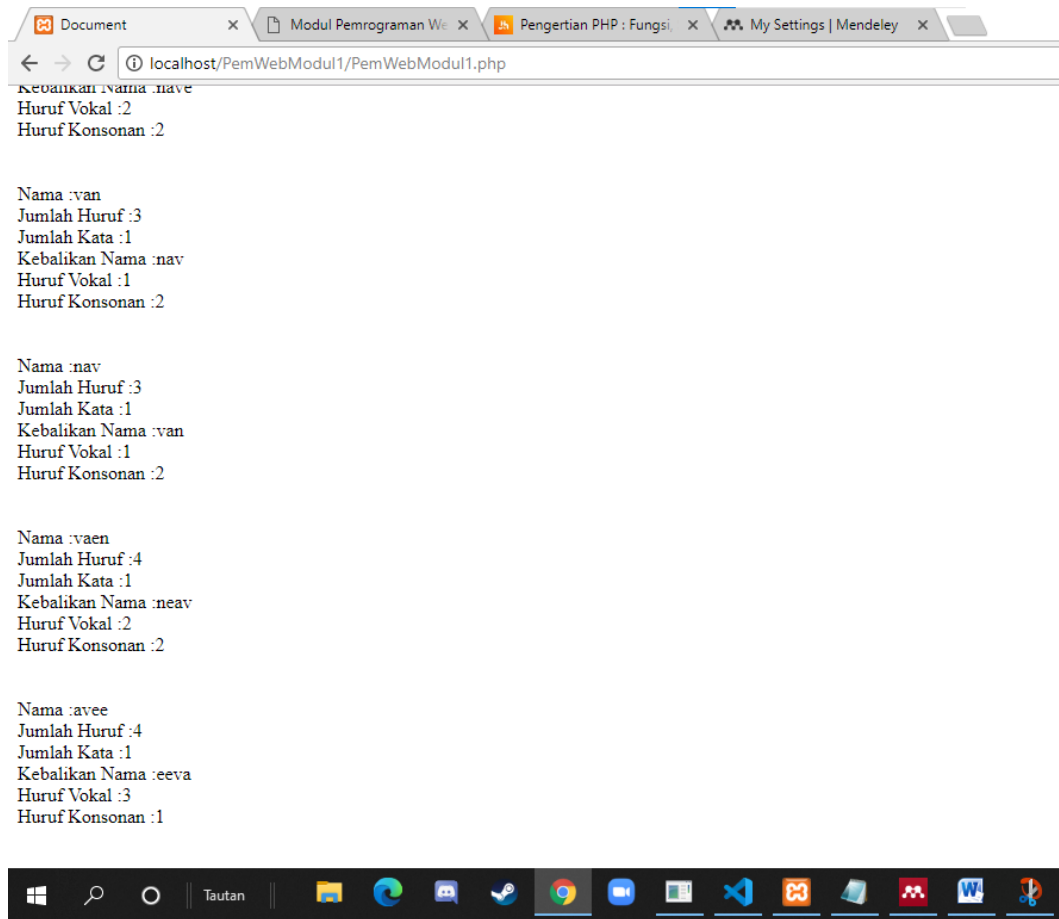 Document
Modul Pemrograman We
Pengertian PHP : Fungsi,
My Settings | Mendeley
localhost/PemWebModul1/PemWebModul1.php
Kebalikan Nama :nave
Huruf Vokal :2
Huruf Konsonan :2
Nama :van
Jumlah Huruf :3
Jumlah Kata :1
Kebalikan Nama :nav
Huruf Vokal :1
Huruf Konsonan :2
Nama :nav
Jumlah Huruf :3
Jumlah Kata :1
Kebalikan Nama :van
Huruf Vokal :1
Huruf Konsonan :2
Nama :vaen
Jumlah Huruf :4
Jumlah Kata :1
Kebalikan Nama :neav
Huruf Vokal :2
Huruf Konsonan :2
Nama :avee
Jumlah Huruf :4
Jumlah Kata :1
Kebalikan Nama :eeva
Huruf Vokal :3
Huruf Konsonan :1
Tautan